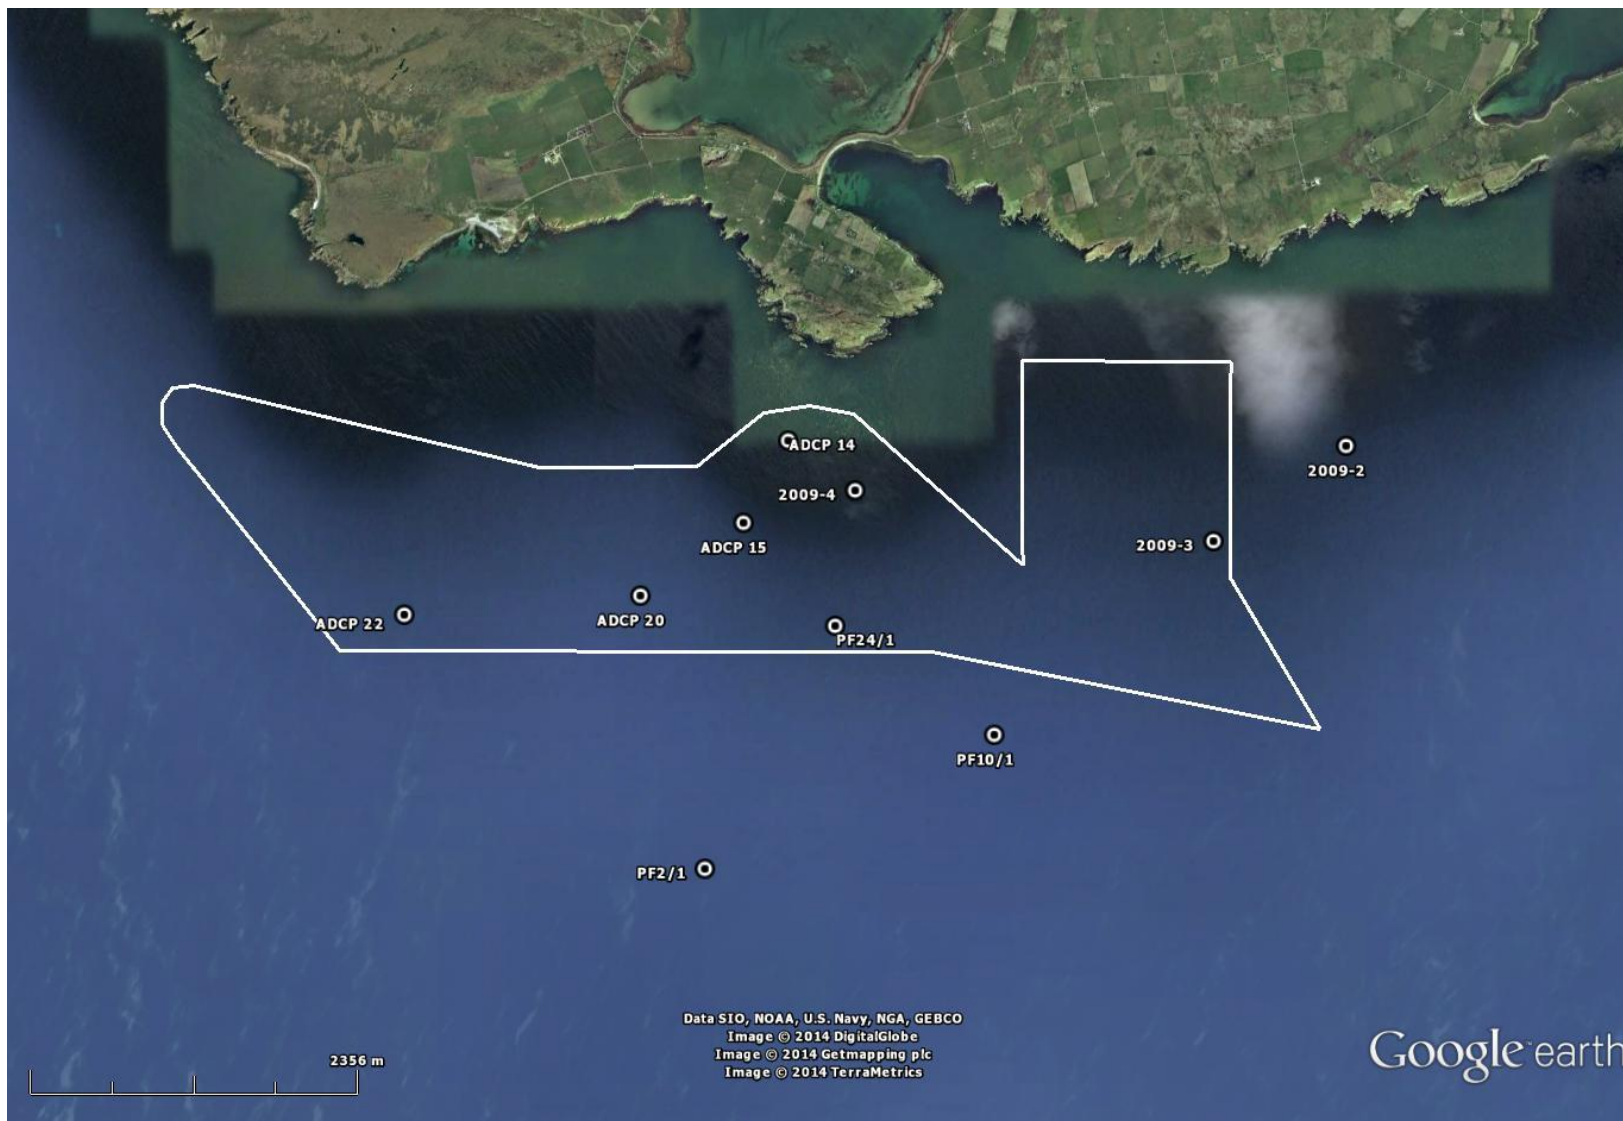 ADCP 14
2009-2
2009-4
ADCP 15
2009-3
ADCP 22
ADCP 20
PF24/1
PF10/1
PF2/1
Data SIO, NOAA, U.S. Navy, NGA, GEBCO
Image © 2014 DigitalGlobe
Image © 2014 Getmapping plc
Image © 2014 TerraMetrics
2356 m
Google earth